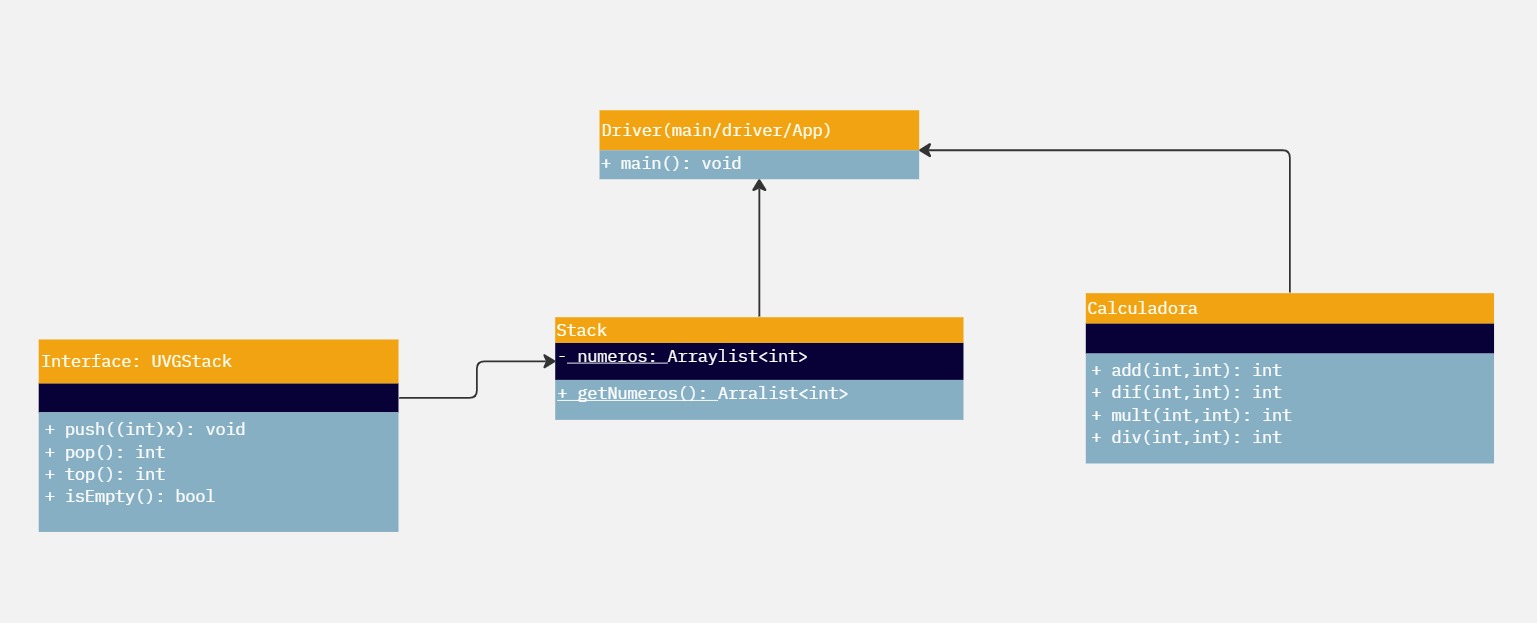 Driver(main/driver/App)
+ main(): void
Interface: UVGStack
+ push((int)x): void
+ pop(): int
+ top(): int
+ isEmpty(): bool
Stack
- numeros: Arraylist<int>
+ getNumeros(): Arralist<int>
Calculadora
+ add(int,int): int
+ dif(int,int): int
+ mult(int,int): int
+ div(int,int): int